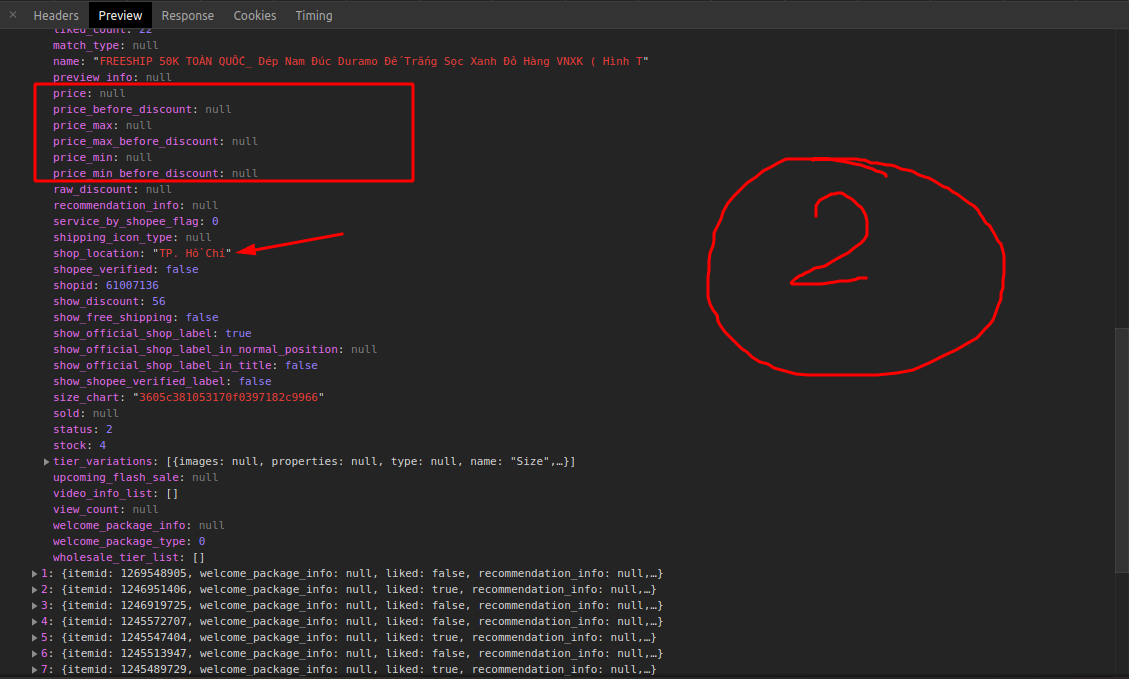 × Headers Preview Response Cookies Timing
liked_count: 22
match_type: null
name: "FREESHIP 50K TOÀN QUỐC_ Dép Nam Đúc Duramo Đế Trắng Sọc Xanh Đỏ Hàng VNXK ( Hình T"
preview_info: null
price: null
price_before_discount: null
price_max: null
price_max_before_discount: null
price_min: null
price_min_before_discount: null
raw_discount: null
recommendation_info: null
service_by_shopee_flag: 0
shipping_icon_type: null
shop_location: "TP. Hồ Chí"
shopee_verified: false
shopid: 61007136
show_discount: 56
show_free_shipping: false
show_official_shop_label: true
show_official_shop_label_in_normal_position: null
show_official_shop_label_in_title: false
show_shopee_verified_label: false
size_chart: "3605c381053170f0397182c9966"
sold: null
status: 2
stock: 4
tier_variations: [{images: null, properties: null, type: null, name: "Size",…}]
upcoming_flash_sale: null
video_info_list: []
view_count: null
welcome_package_info: null
welcome_package_type: 0
wholesale_tier_list: []
1: {itemid: 1269548905, welcome_package_info: null, liked: false, recommendation_info: null,…}
2: {itemid: 1246951406, welcome_package_info: null, liked: true, recommendation_info: null,…}
3: {itemid: 1246919725, welcome_package_info: null, liked: false, recommendation_info: null,…}
4: {itemid: 1245572707, welcome_package_info: null, liked: false, recommendation_info: null,…}
5: {itemid: 1245547404, welcome_package_info: null, liked: true, recommendation_info: null,…}
6: {itemid: 1245513947, welcome_package_info: null, liked: false, recommendation_info: null,…}
7: {itemid: 1245489729, welcome_package_info: null, liked: true, recommendation_info: null,…}
2